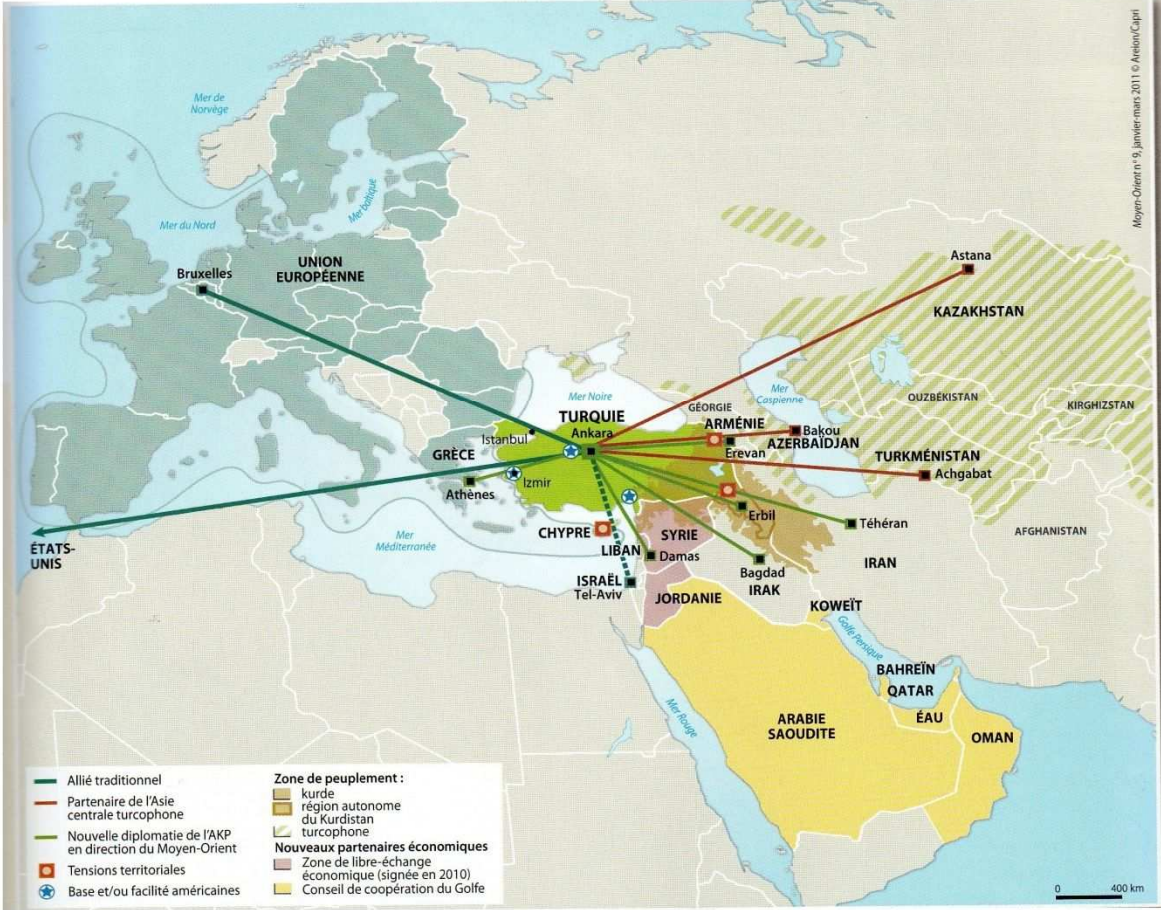 Moyen-Orient n° 9, janvier-mars 2011 © Areion/Capri
Mer de
Norvège
Mer du Nord
Mer baltique
Bruxelles
UNION
EUROPÉENNE
Astana
KAZAKHSTAN
Mer Noire
Mer
Caspienne
GÉORGIE
OUZBÉKISTAN
KIRGHIZSTAN
TURQUIE
Ankara
Istanbul
ARMÉNIE
Erevan
Bakou
AZERBAÏDJAN
TURKMÉNISTAN
Achgabat
GRÈCE
Athènes
Izmir
Erbil
Téhéran
AFGHANISTAN
CHYPRE
Mer
Méditerranée
ÉTATS-
UNIS
SYRIE
LIBAN
Damas
ISRAËL
Tel-Aviv
Bagdad
IRAK
IRAN
JORDANIE
KOWEÏT
Golfe Persique
BAHREÏN
QATAR
ÉAU
OMAN
ARABIE
SAOUDITE
Mer Rouge
Allié traditionnel
Partenaire de l'Asie
centrale turcophone
Nouvelle diplomatie de l'AKP
en direction du Moyen-Orient
Tensions territoriales
Base et/ou facilité américaines
Zone de peuplement :
kurde
région autonome
du Kurdistan
turcophone
Nouveaux partenaires économiques
Zone de libre-échange
économique (signée en 2010)
Conseil de coopération du Golfe
0 400 km